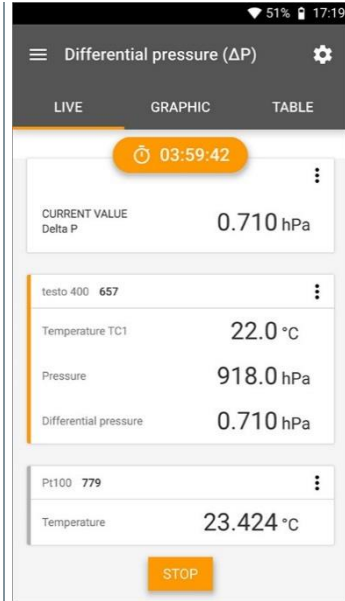 51% 17:19
Differential pressure (ΔP)
LIVE GRAPHIC TABLE
03:59:42
CURRENT VALUE
Delta P 0.710 hPa
testo 400 657
Temperature TC1 22.0 °C
Pressure 918.0 hPa
Differential pressure 0.710 hPa
Pt100 779
Temperature 23.424 °C
STOP